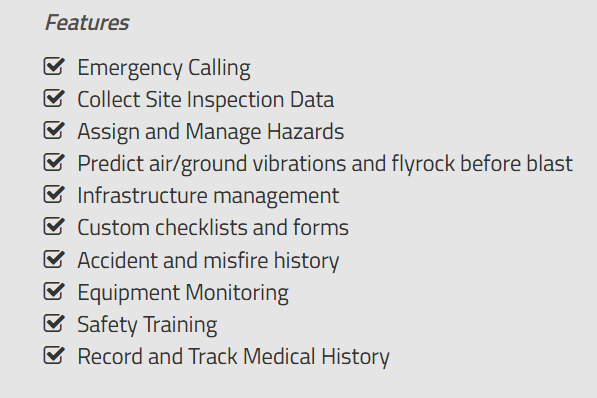 Features
Emergency Calling
Collect Site Inspection Data
Assign and Manage Hazards
Predict air/ground vibrations and flyrock before blast
Infrastructure management
Custom checklists and forms
Accident and misfire history
Equipment Monitoring
Safety Training
Record and Track Medical History